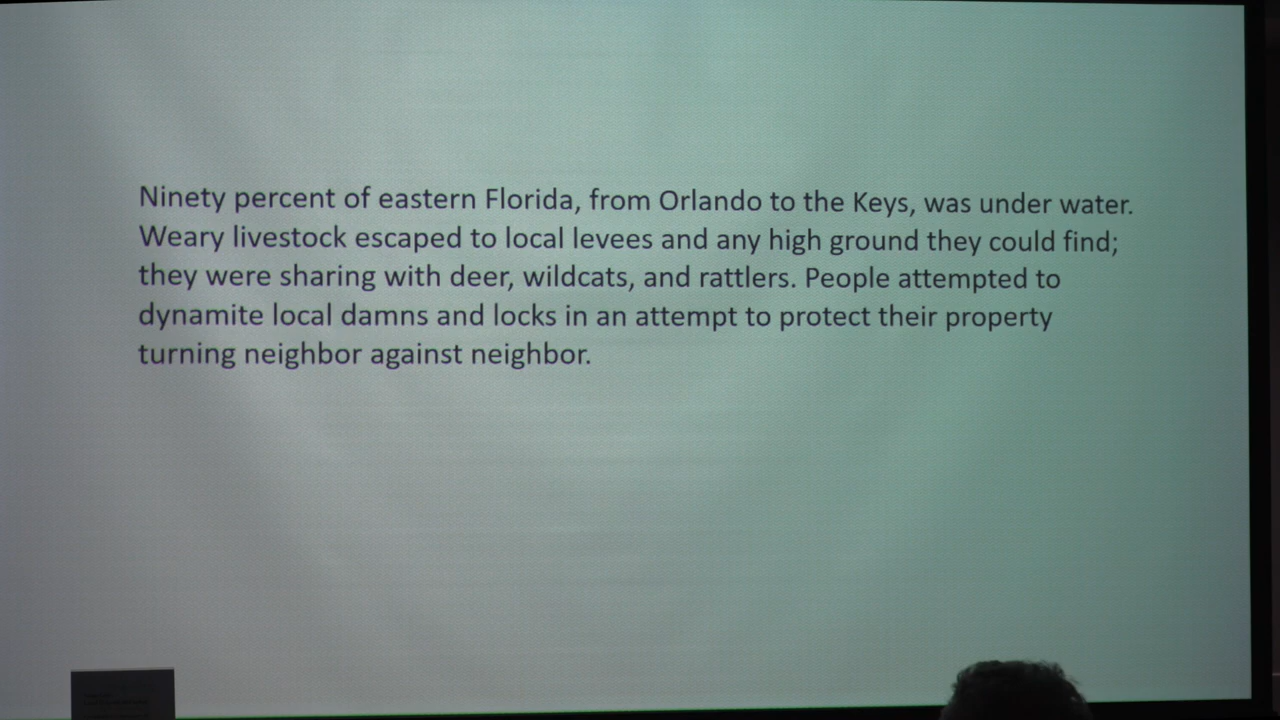 Ninety percent of eastern Florida, from Orlando to the Keys, was under water.
Weary livestock escaped to local levees and any high ground they could find;
they were sharing with deer, wildcats, and rattlers. People attempted to
dynamite local damns and locks in an attempt to protect their property
turning neighbor against neighbor.